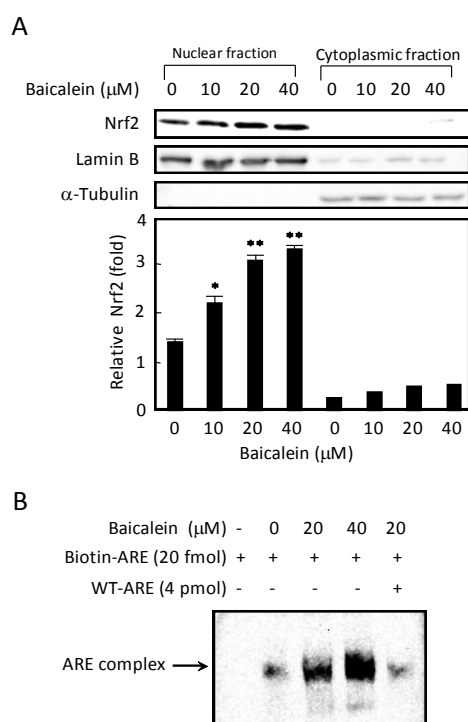 A
Nuclear fraction Cytoplasmic fraction
Baicalein (μM) 0 10 20 40 0 10 20 40
Nrf2
Lamin B
α-Tubulin
Relative Nrf2 (fold)
4
3
2
1
0
* ** **
0 10 20 40 0 10 20 40
Baicalein (μM)
B
Baicalein (μM) - 0 20 40 20
Biotin-ARE (20 fmol) + + + + +
WT-ARE (4 pmol) - - - - +
ARE complex